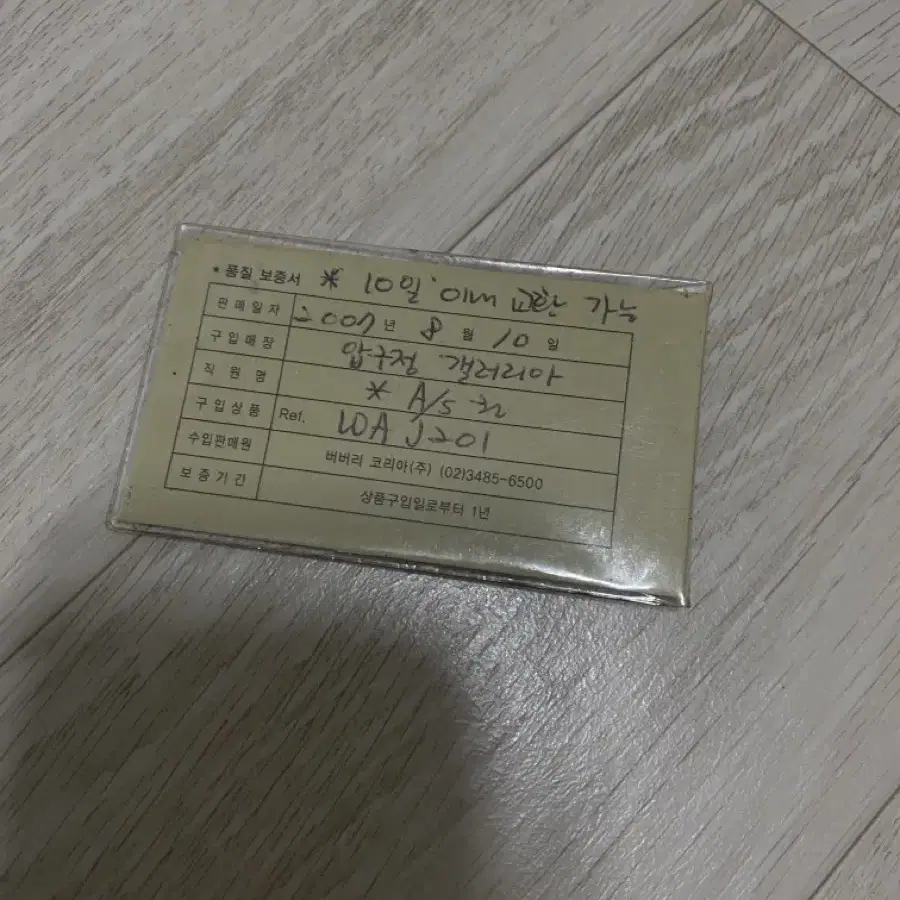 * 품질 보증서 * 10일 이내 교환 가능
판매일자 2007년 8월 10일
구입매장 압구정 갤러리아
직원명 * A/S 권
구입상품 Ref. LOA J201
수입판매원 버버리 코리아(주) (02)3485-6500
보증기간 상품구입일로부터 1년